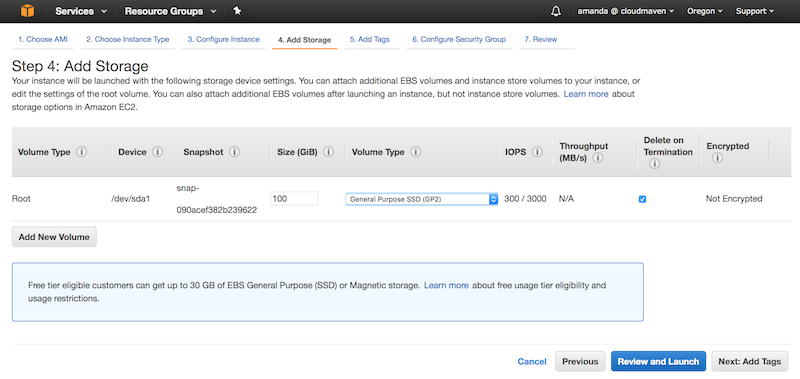 Services Resource Groups amanda @ cloudmaven Oregon Support
1. Choose AMI 2. Choose Instance Type 3. Configure Instance 4. Add Storage 5. Add Tags 6. Configure Security Group 7. Review
Step 4: Add Storage
Your instance will be launched with the following storage device settings. You can attach additional EBS volumes and instance store volumes to your instance, or
edit the settings of the root volume. You can also attach additional EBS volumes after launching an instance, but not instance store volumes. Learn more about
storage options in Amazon EC2.
Volume Type Device Snapshot Size (GiB) Volume Type IOPS Throughput (MB/s) Delete on Termination Encrypted
Root /dev/sda1 snap-090acef382b239622 100 General Purpose SSD (GP2) 300 / 3000 N/A Not Encrypted
Add New Volume
Free tier eligible customers can get up to 30 GB of EBS General Purpose (SSD) or Magnetic storage. Learn more about free usage tier eligibility and
usage restrictions.
Cancel Previous Review and Launch Next: Add Tags